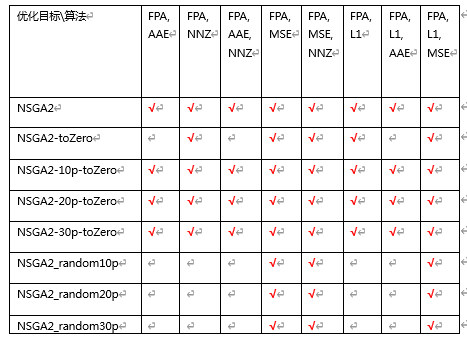 优化目标\算法 FPA, FPA, FPA, FPA, FPA, FPA, FPA, FPA,
AAE NNZ AAE, MSE MSE, L1 L1, L1,
NNZ NNZ AAE MSE
NSGA2 √ √ √ √ √ √ √ √
NSGA2-toZero √ √ √ √ √
NSGA2-10p-toZero √ √ √ √ √ √ √ √
NSGA2-20p-toZero √ √ √ √ √ √ √ √
NSGA2-30p-toZero √ √ √ √ √ √ √ √
NSGA2_random10p √ √ √
NSGA2_random20p √ √ √
NSGA2_random30p √ √ √